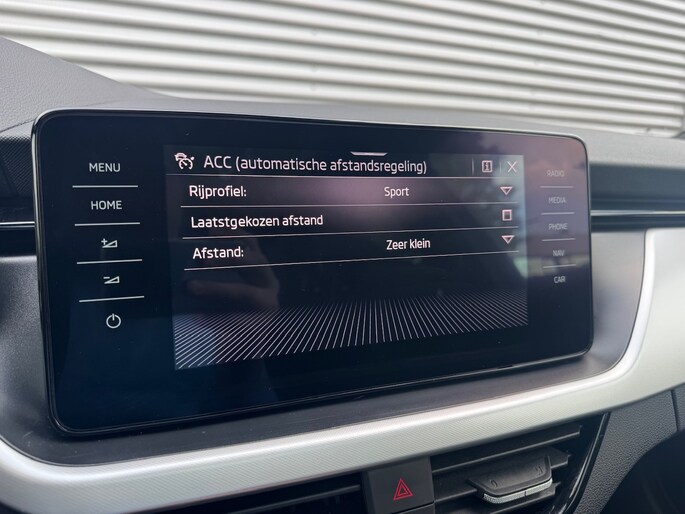 MENU
HOME
ACC (automatische afstandsregeling)
Rijprofiel: Sport
Laatstgekozen afstand
Afstand: Zeer klein
RADIO
MEDIA
PHONE
NAV
CAR